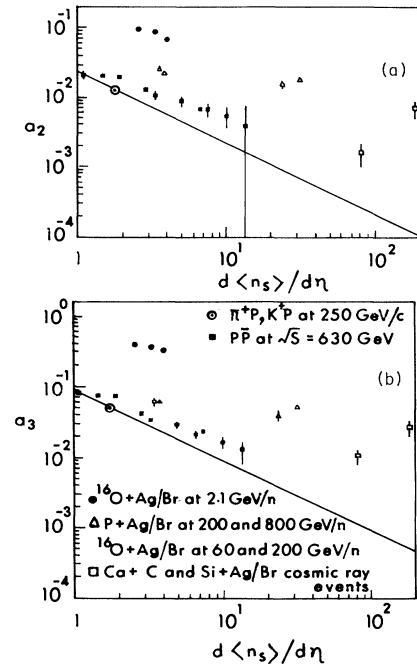 10⁰
(a)
10⁻¹
10⁻²
a₂
10⁻³
10⁻⁴
1 10¹ 10²
d ⟨nₛ⟩/dη
10⁰
⊙ π⁺P, K⁺P at 250 GeV/c
■ PP̄ at √S = 630 GeV
10⁻¹
(b)
a₃
10⁻²
● ¹⁶O + Ag/Br at 2.1 GeV/n
10⁻³
△ P + Ag/Br at 200 and 800 GeV/n
¹⁶O + Ag/Br at 60 and 200 GeV/n
□ Ca + C and Si + Ag/Br cosmic ray
events
10⁻⁴
1 10¹ 10²
d ⟨nₛ⟩/dη